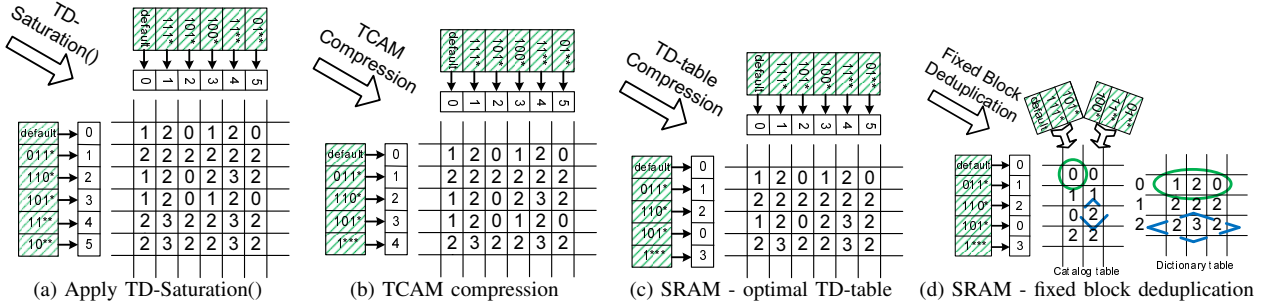 TD-
Saturation()
default 111* 101* 100* 11** 01**
0 1 2 3 4 5
default 0 1 2 0 1 2 0
011* 1 2 2 2 2 2 2
110* 2 1 2 0 2 3 2
101* 3 1 2 0 1 2 0
11** 4 2 3 2 2 3 2
10** 5 2 3 2 2 3 2
(a) Apply TD-Saturation()
TCAM
Compression
default 111* 101* 100* 11** 01**
0 1 2 3 4 5
default 0 1 2 0 1 2 0
011* 1 2 2 2 2 2 2
110* 2 1 2 0 2 3 2
101* 3 1 2 0 1 2 0
1*** 4 2 3 2 2 3 2
(b) TCAM compression
TD-table
Compression
default 111* 101* 100* 11** 01**
0 1 2 3 4 5
default 0 1 2 0 1 2 0
011* 1 2 2 2 2 2 2
110* 2 1 2 0 2 3 2
101* 0
1*** 3 2 3 2 2 3 2
(c) SRAM - optimal TD-table
Fixed Block
Deduplication
default 111* 101*
100* 11** 01**
default 0 0 0
011* 1 1 1
110* 2 0 2
101* 0
1*** 3 2 2
Catalog table
0 1 2 0
1 2 2 2
2 2 3 2
Dictionary table
(d) SRAM - fixed block deduplication